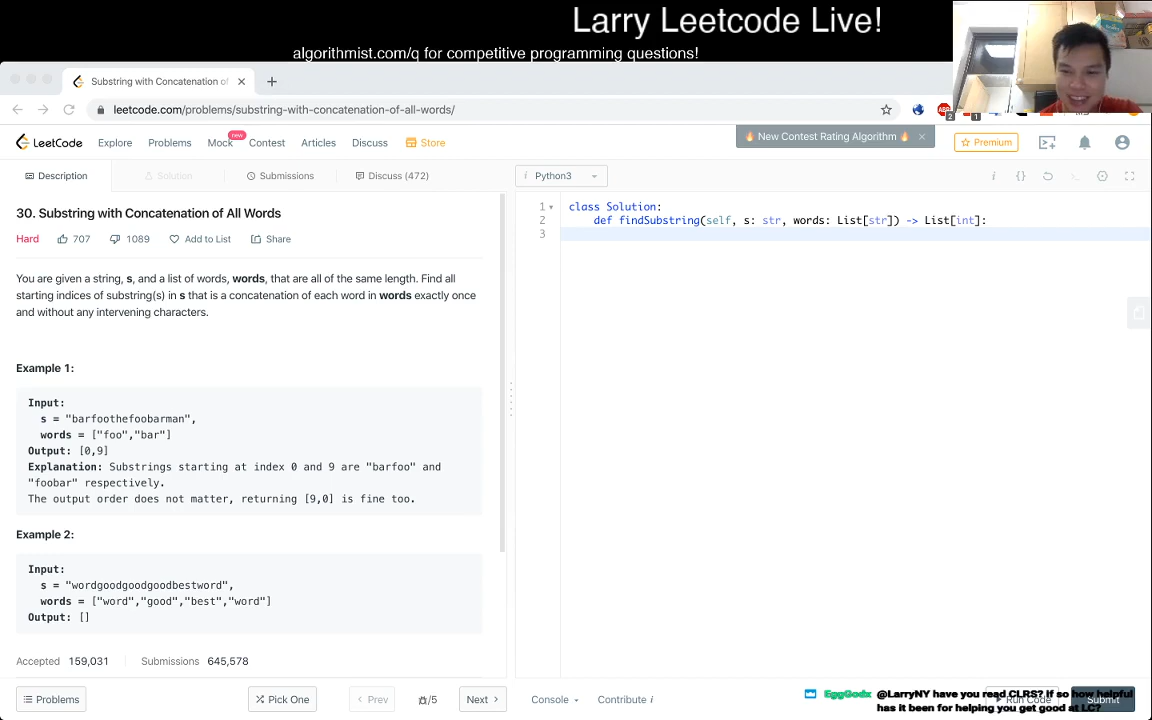 Larry Leetcode Live!
algorithmist.com/q for competitive programming questions!
Substring with Concatenation of
leetcode.com/problems/substring-with-concatenation-of-all-words/
LeetCode Explore Problems Mock new Contest Articles Discuss Store
🔥 New Contest Rating Algorithm 🔥 ×
Premium
Description Solution Submissions Discuss (472)
Python3
30. Substring with Concatenation of All Words
Hard 707 1089 Add to List Share
You are given a string, s, and a list of words, words, that are all of the same length. Find all
starting indices of substring(s) in s that is a concatenation of each word in words exactly once
and without any intervening characters.
Example 1:
Input:
s = "barfoothefoobarman",
words = ["foo","bar"]
Output: [0,9]
Explanation: Substrings starting at index 0 and 9 are "barfoo" and
"foobar" respectively.
The output order does not matter, returning [9,0] is fine too.
Example 2:
Input:
s = "wordgoodgoodgoodbestword",
words = ["word","good","best","word"]
Output: []
Accepted 159,031 Submissions 645,578
1 class Solution:
2 def findSubstring(self, s: str, words: List[str]) -> List[int]:
3
Problems Pick One < Prev /5 Next > Console Contribute i Run Code Submit
EggGodx @LarryNY have you read CLRS? If so how helpful
has it been for helping you get good at LC?